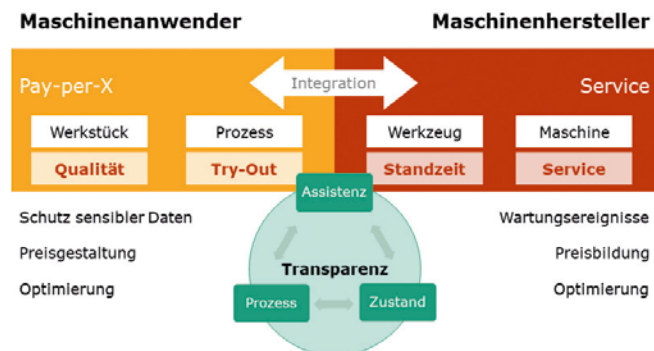 Maschinenanwender
Maschinenhersteller
Pay-per-X
Integration
Service
Werkstück
Prozess
Werkzeug
Maschine
Qualität
Try-Out
Standzeit
Service
Assistenz
Schutz sensibler Daten
Wartungsereignisse
Preisgestaltung
Preisbildung
Transparenz
Optimierung
Optimierung
Prozess
Zustand